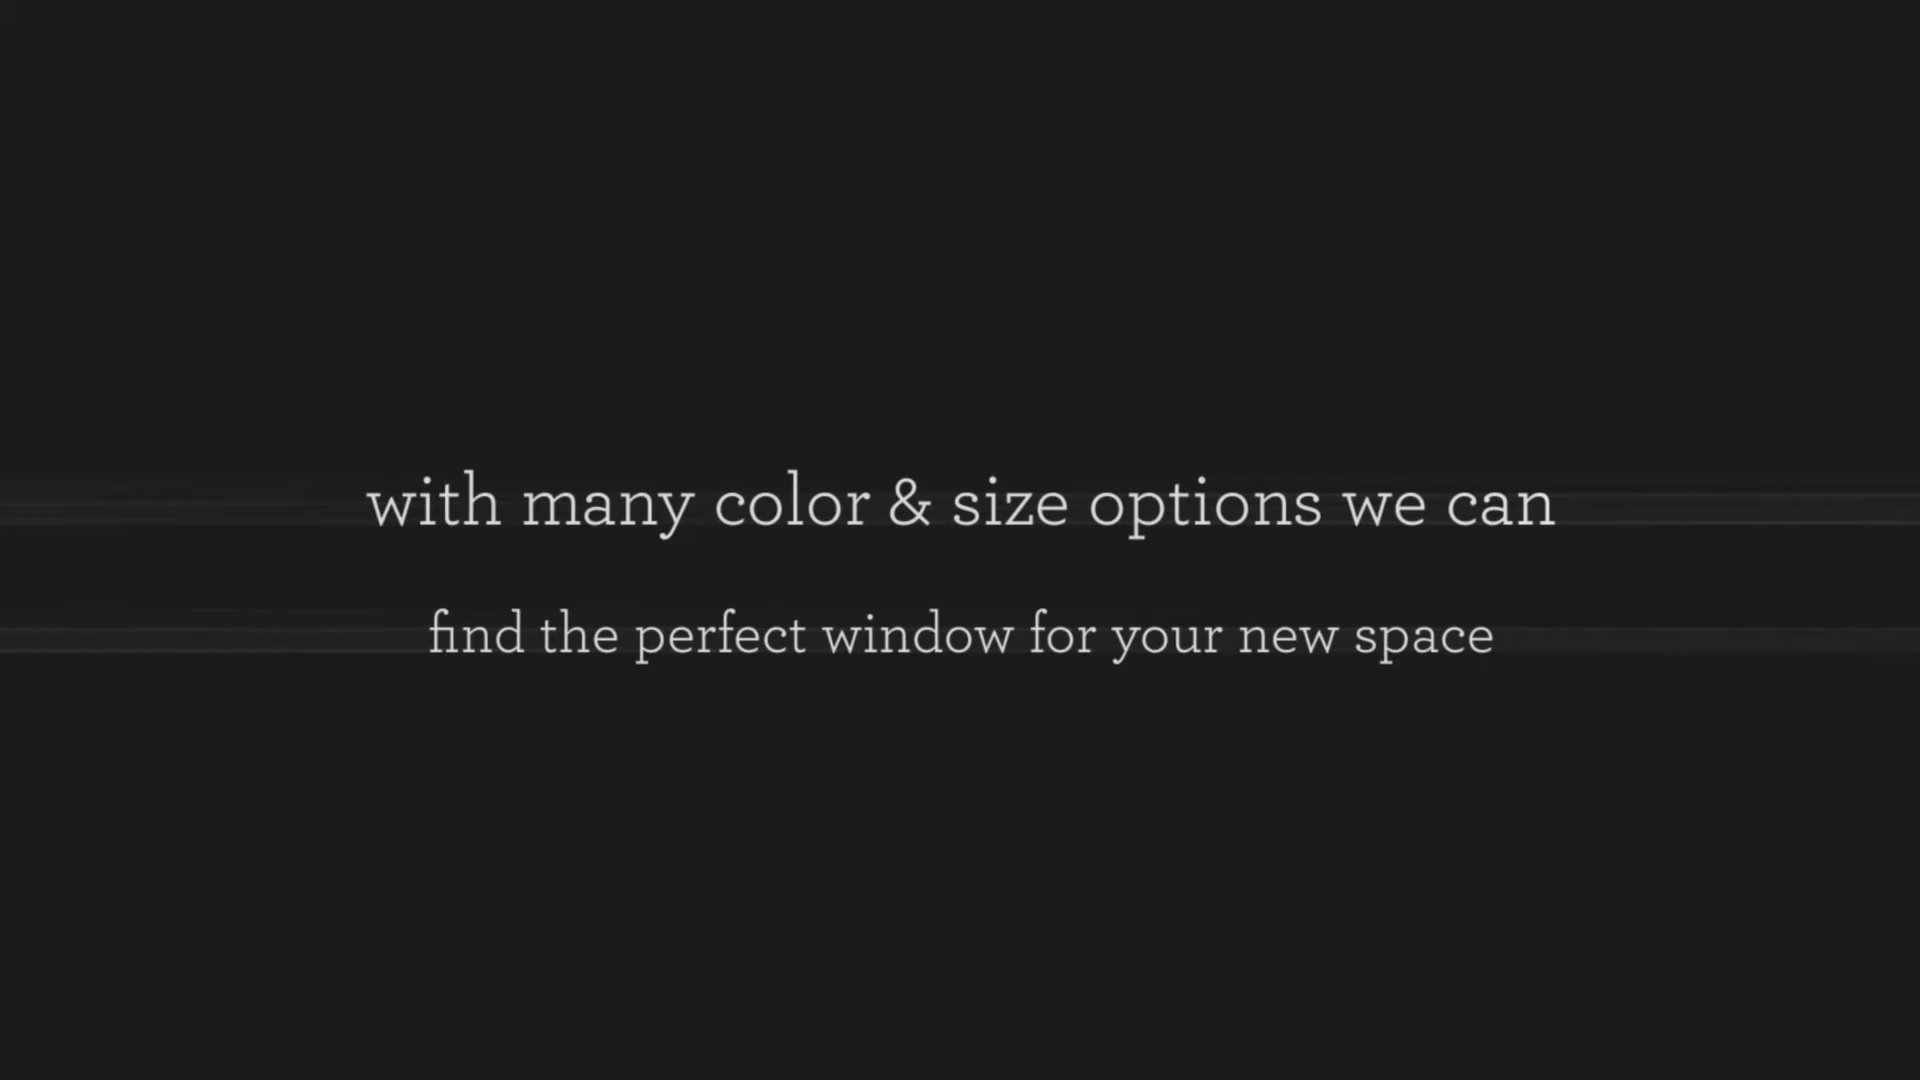 with many color & size options we can
find the perfect window for your new space